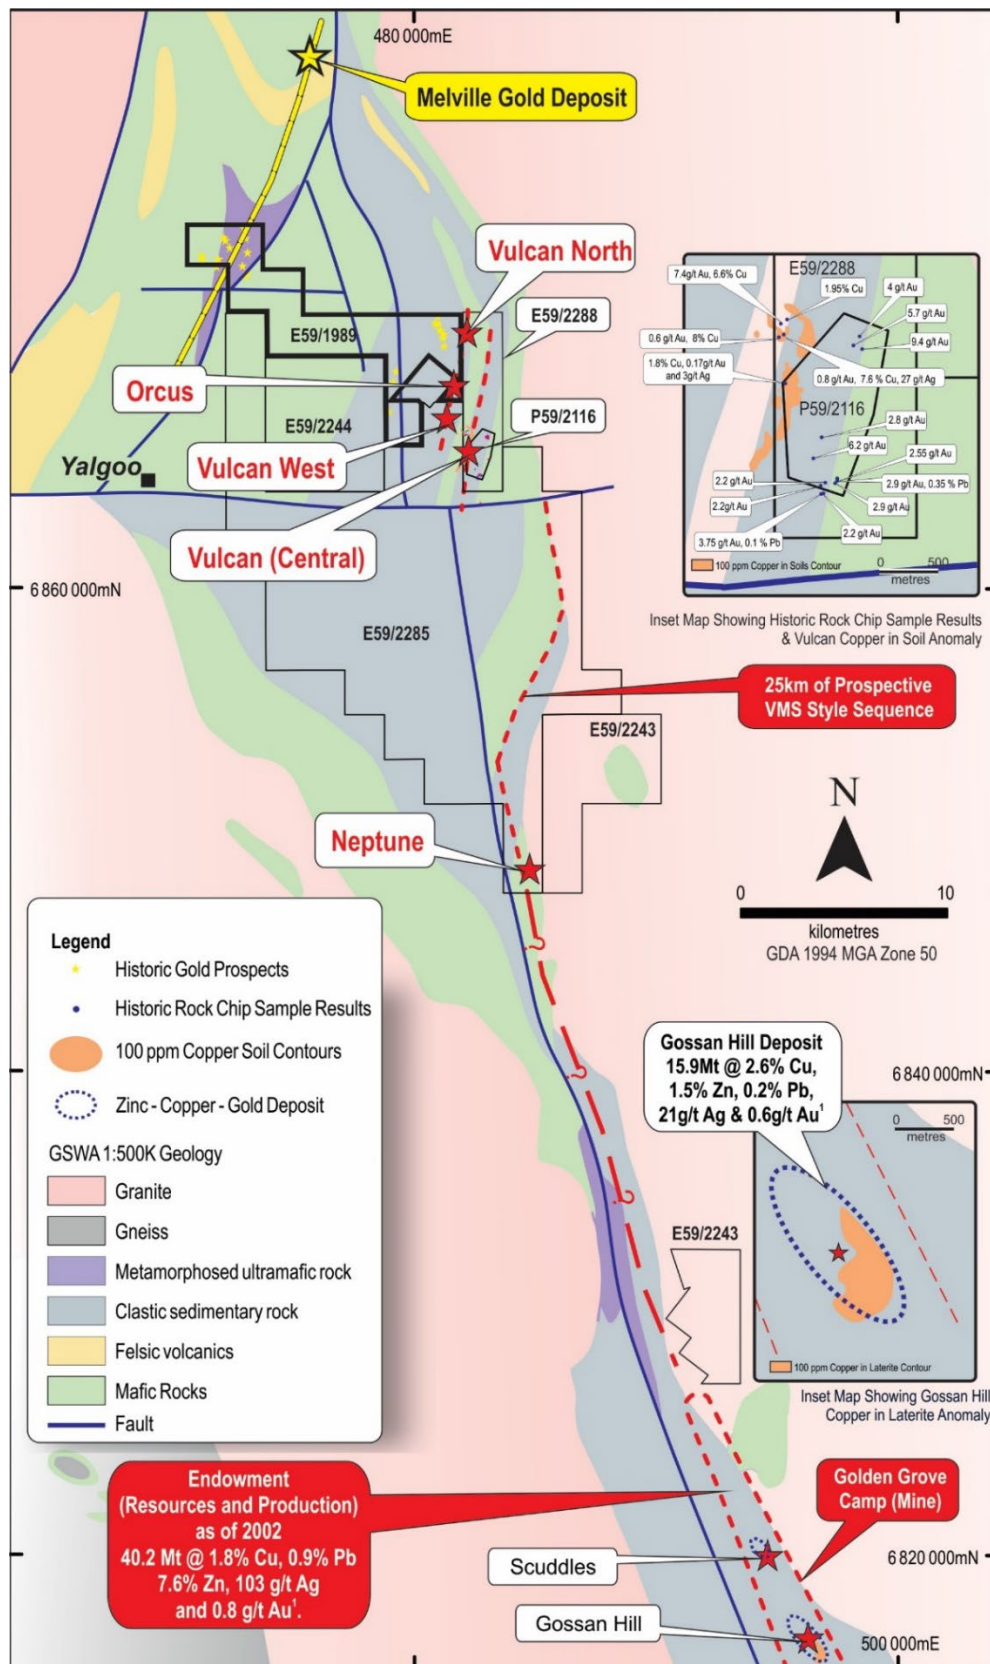 480 000mE
Melville Gold Deposit
Vulcan North
E59/2288
E59/1989
Orcus
E59/2244
P59/2116
Yalgoo
Vulcan West
Vulcan (Central)
6 860 000mN
E59/2285
E59/2288
7.4g/t Au, 6.6% Cu
1.95% Cu
4 g/t Au
5.7 g/t Au
0.6 g/t Au, 8% Cu
9.4 g/t Au
1.8% Cu, 0.17g/t Au
and 3g/t Ag
0.8 g/t Au, 7.6 % Cu, 27 g/t Ag
P59/2116
2.8 g/t Au
6.2 g/t Au
2.55 g/t Au
2.2 g/t Au
2.9 g/t Au, 0.35 % Pb
2.2g/t Au
2.9 g/t Au
3.75 g/t Au, 0.1 % Pb
2.2 g/t Au
100 ppm Copper in Soils Contour
0 500
metres
Inset Map Showing Historic Rock Chip Sample Results
& Vulcan Copper in Soil Anomaly
25km of Prospective
VMS Style Sequence
E59/2243
Neptune
N
0 10
kilometres
GDA 1994 MGA Zone 50
?
?
?
Legend
Historic Gold Prospects
Historic Rock Chip Sample Results
100 ppm Copper Soil Contours
Zinc - Copper - Gold Deposit
GSWA 1:500K Geology
Granite
Gneiss
Metamorphosed ultramafic rock
Clastic sedimentary rock
Felsic volcanics
Mafic Rocks
Fault
Gossan Hill Deposit
15.9Mt @ 2.6% Cu,
1.5% Zn, 0.2% Pb,
21g/t Ag & 0.6g/t Au¹
6 840 000mN
0 500
metres
E59/2243
100 ppm Copper in Laterite Contour
Inset Map Showing Gossan Hill
Copper in Laterite Anomaly
Endowment
(Resources and Production)
as of 2002
40.2 Mt @ 1.8% Cu, 0.9% Pb
7.6% Zn, 103 g/t Ag
and 0.8 g/t Au¹.
Golden Grove
Camp (Mine)
Scuddles
6 820 000mN
Gossan Hill
500 000mE